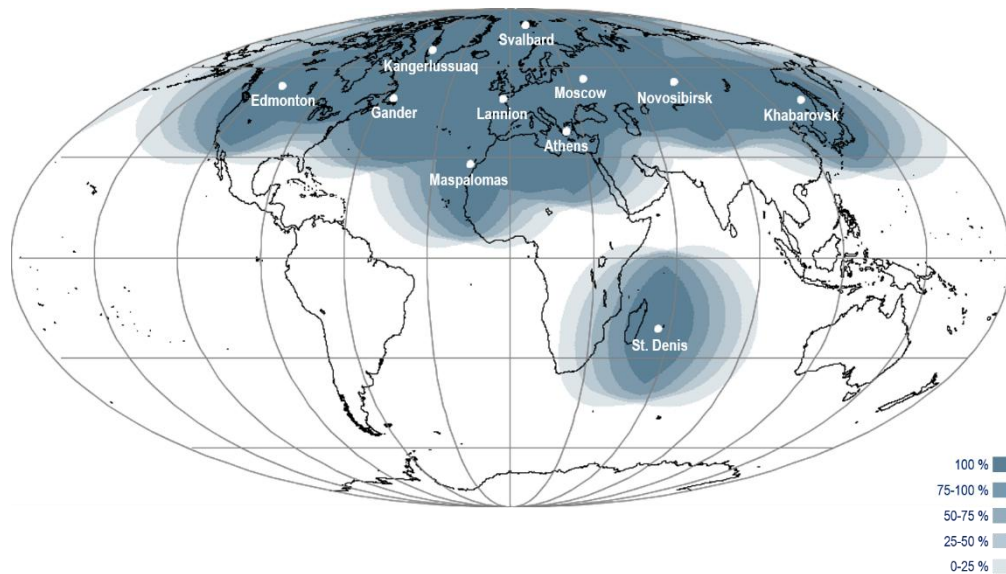 Svalbard
Kangerlussuaq
Edmonton
Gander
Lannion
Moscow
Novosibirsk
Khabarovsk
Athens
Maspalomas
St. Denis
100 %
75-100 %
50-75 %
25-50 %
0-25 %